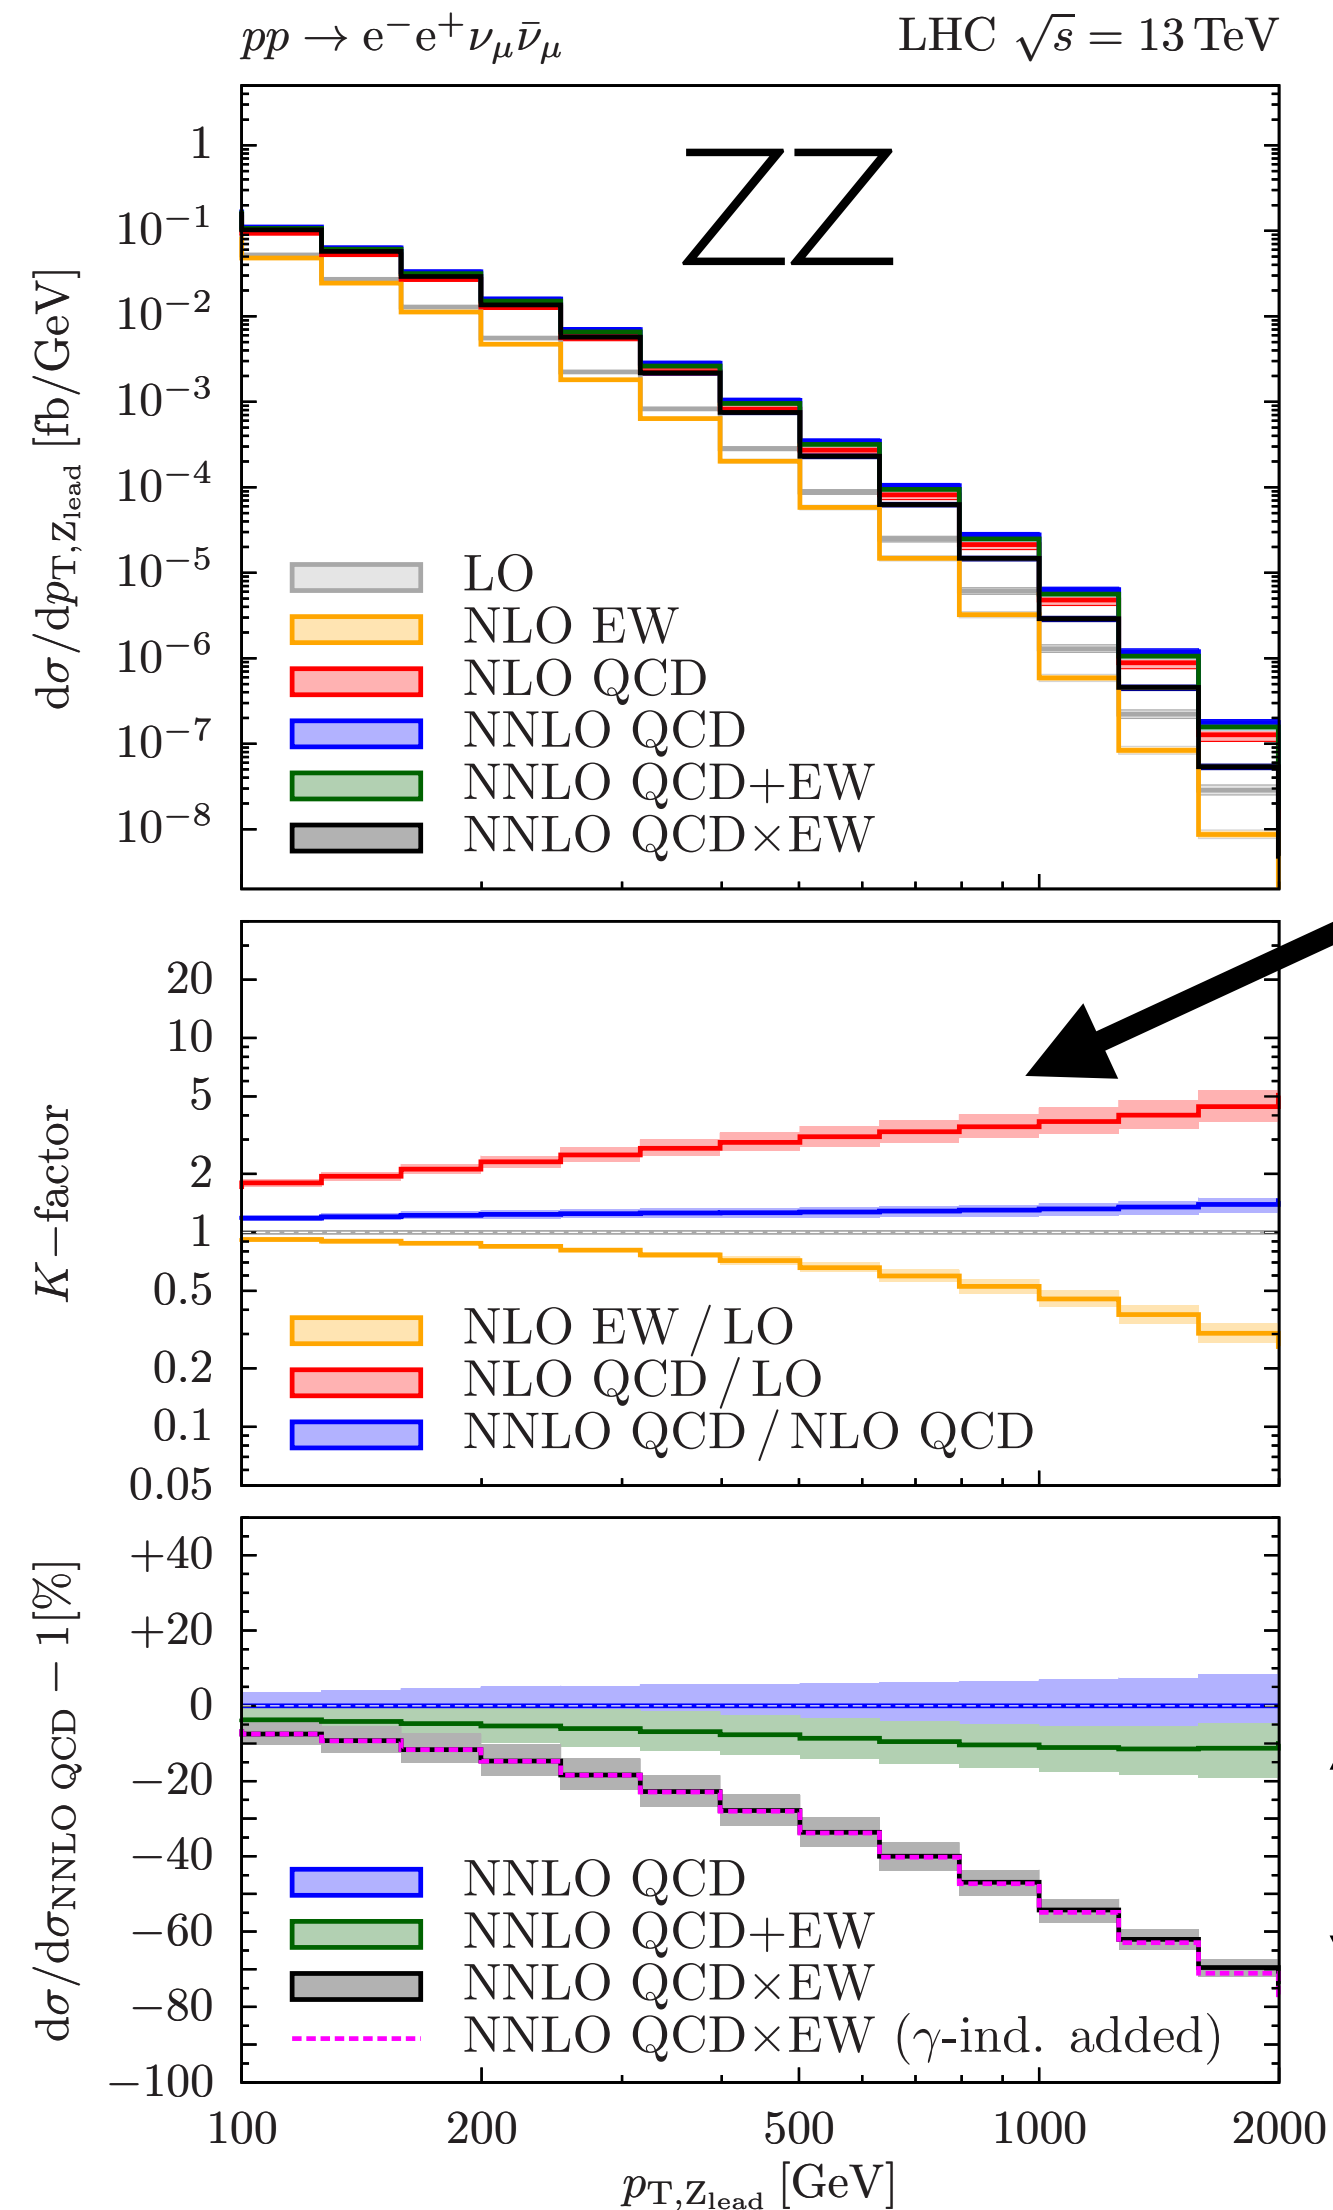 pp → e⁻e⁺ν_μν̄_μ LHC √s = 13 TeV
ZZ
dσ/dp_T,Z_lead [fb/GeV]
1
10⁻¹
10⁻²
10⁻³
10⁻⁴
10⁻⁵
10⁻⁶
10⁻⁷
10⁻⁸
LO
NLO EW
NLO QCD
NNLO QCD
NNLO QCD+EW
NNLO QCD×EW
K−factor
20
10
5
2
1
0.5
0.2
0.1
0.05
NLO EW / LO
NLO QCD / LO
NNLO QCD / NLO QCD
dσ/dσ_NNLO QCD − 1[%]
+40
+20
0
−20
−40
−60
−80
−100
NNLO QCD
NNLO QCD+EW
NNLO QCD×EW
NNLO QCD×EW (γ-ind. added)
100 200 500 1000 2000
p_T,Z_lead [GeV]